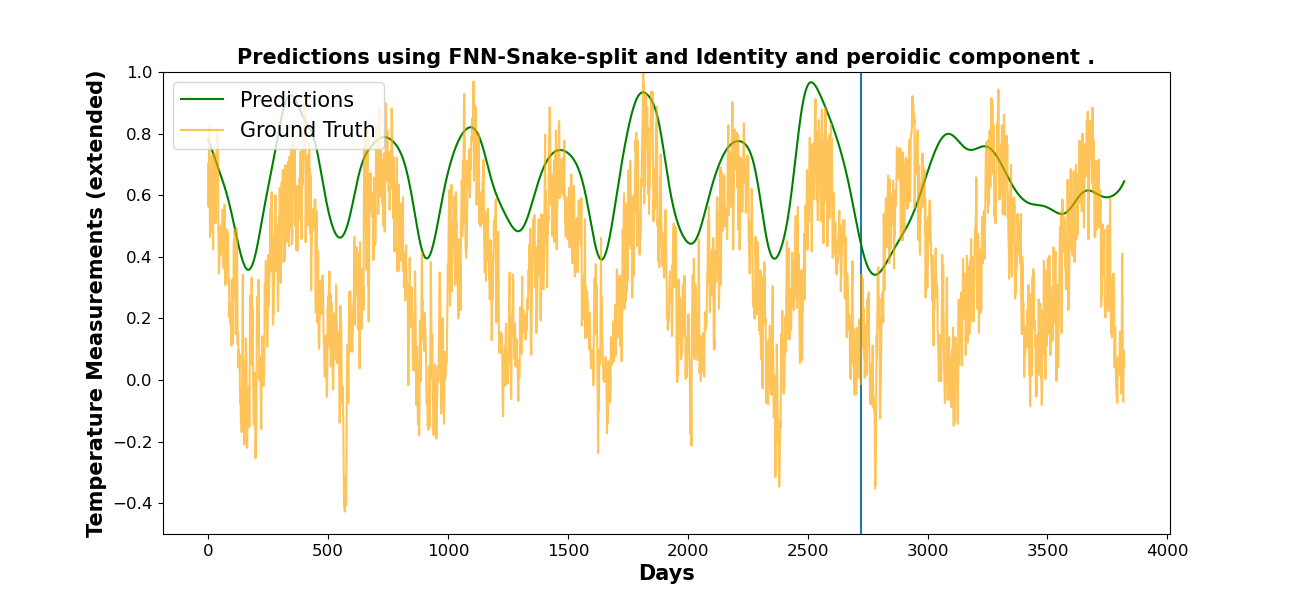 Predictions using FNN-Snake-split and Identity and peroidic component .
Temperature Measurements (extended)
1.0
0.8
0.6
0.4
0.2
0.0
−0.2
−0.4
Predictions
Ground Truth
0 500 1000 1500 2000 2500 3000 3500 4000
Days